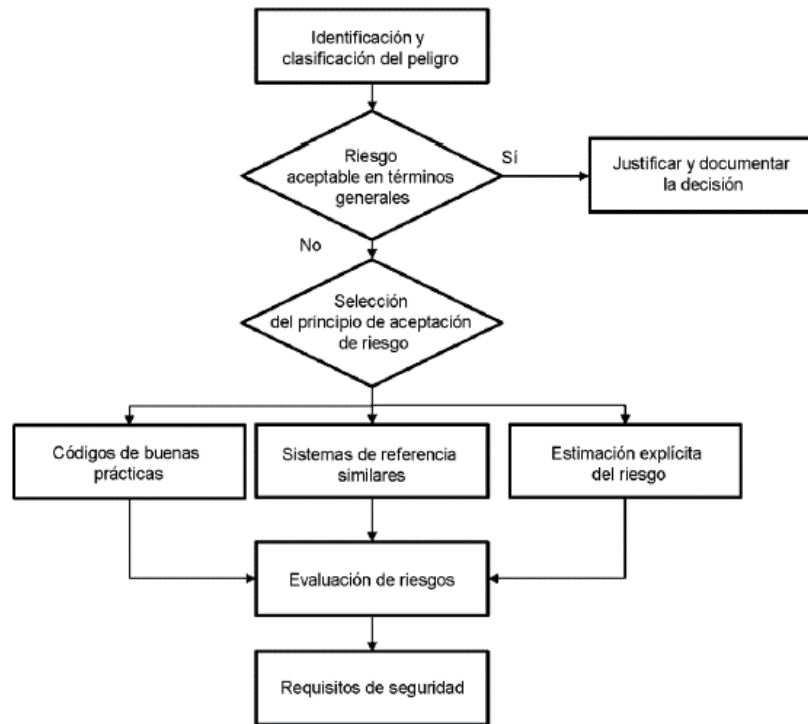 Identificación y
clasificación del peligro
Riesgo
aceptable en términos
generales
Sí
Justificar y documentar
la decisión
No
Selección
del principio de aceptación
de riesgo
Códigos de buenas
prácticas
Sistemas de referencia
similares
Estimación explícita
del riesgo
Evaluación de riesgos
Requisitos de seguridad